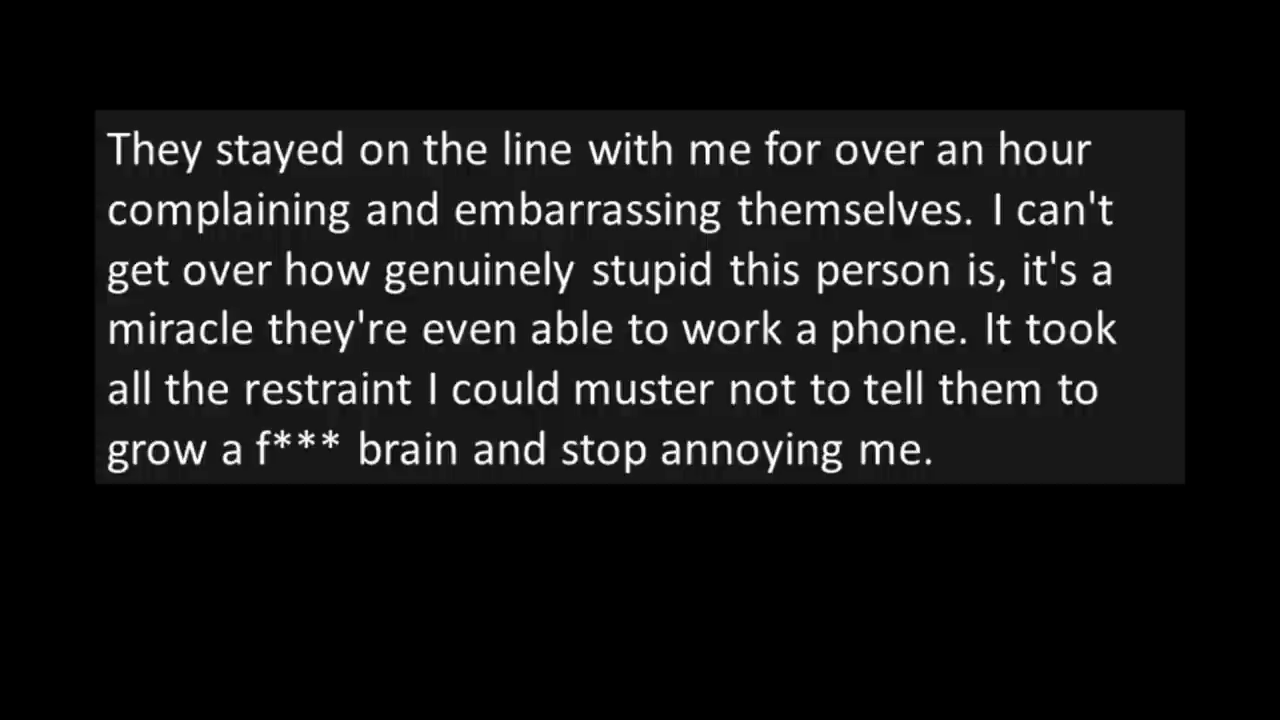 They stayed on the line with me for over an hour
complaining and embarrassing themselves. I can't
get over how genuinely stupid this person is, it's a
miracle they're even able to work a phone. It took
all the restraint I could muster not to tell them to
grow a f*** brain and stop annoying me.